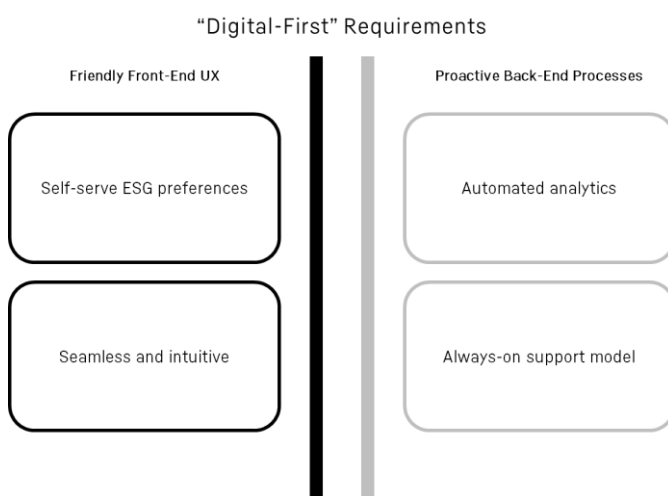 “Digital-First” Requirements
Friendly Front-End UX
Self-serve ESG preferences
Seamless and intuitive
Proactive Back-End Processes
Automated analytics
Always-on support model